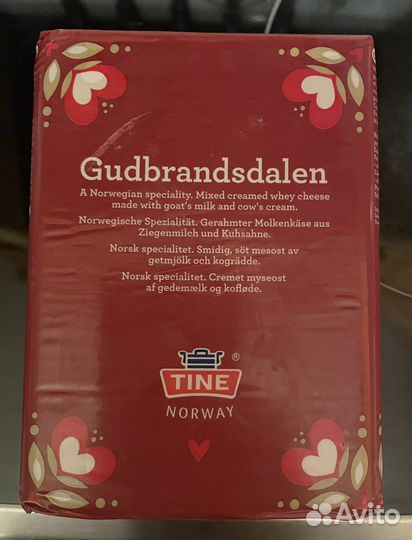 Gudbrandsdalen
A Norwegian speciality. Mixed creamed whey cheese
made with goat's milk and cow's cream.
Norwegische Spezialität. Gerahmter Molkenkäse aus
Ziegenmilch und Kuhsahne.
Norsk specialitet. Smidig, söt mesost av
getmjölk och kogrädde.
Norsk specialitet. Cremet myseost
af gedemælk og kofløde.
TINE ®
NORWAY
Avito